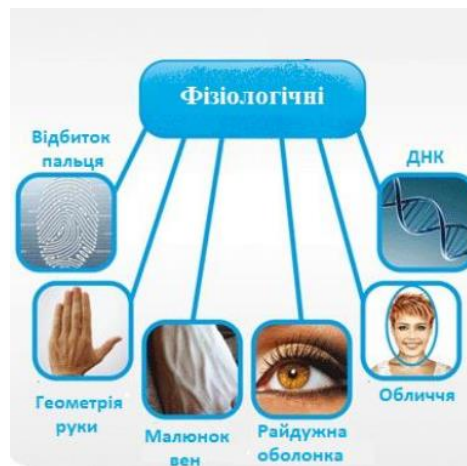 Фізіологічні
Відбиток
пальця
ДНК
Геометрія
руки
Малюнок
вен
Райдужна
оболонка
Обличчя